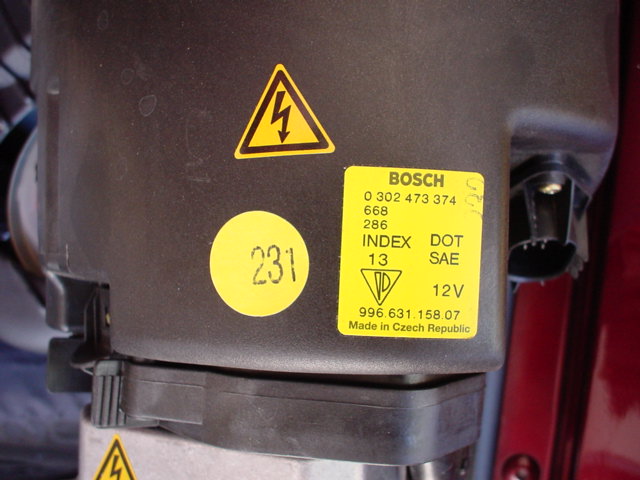 BOSCH
0 302 473 374
668
286
INDEX DOT
13 SAE
12V
996.631.158.07
Made in Czech Republic
231